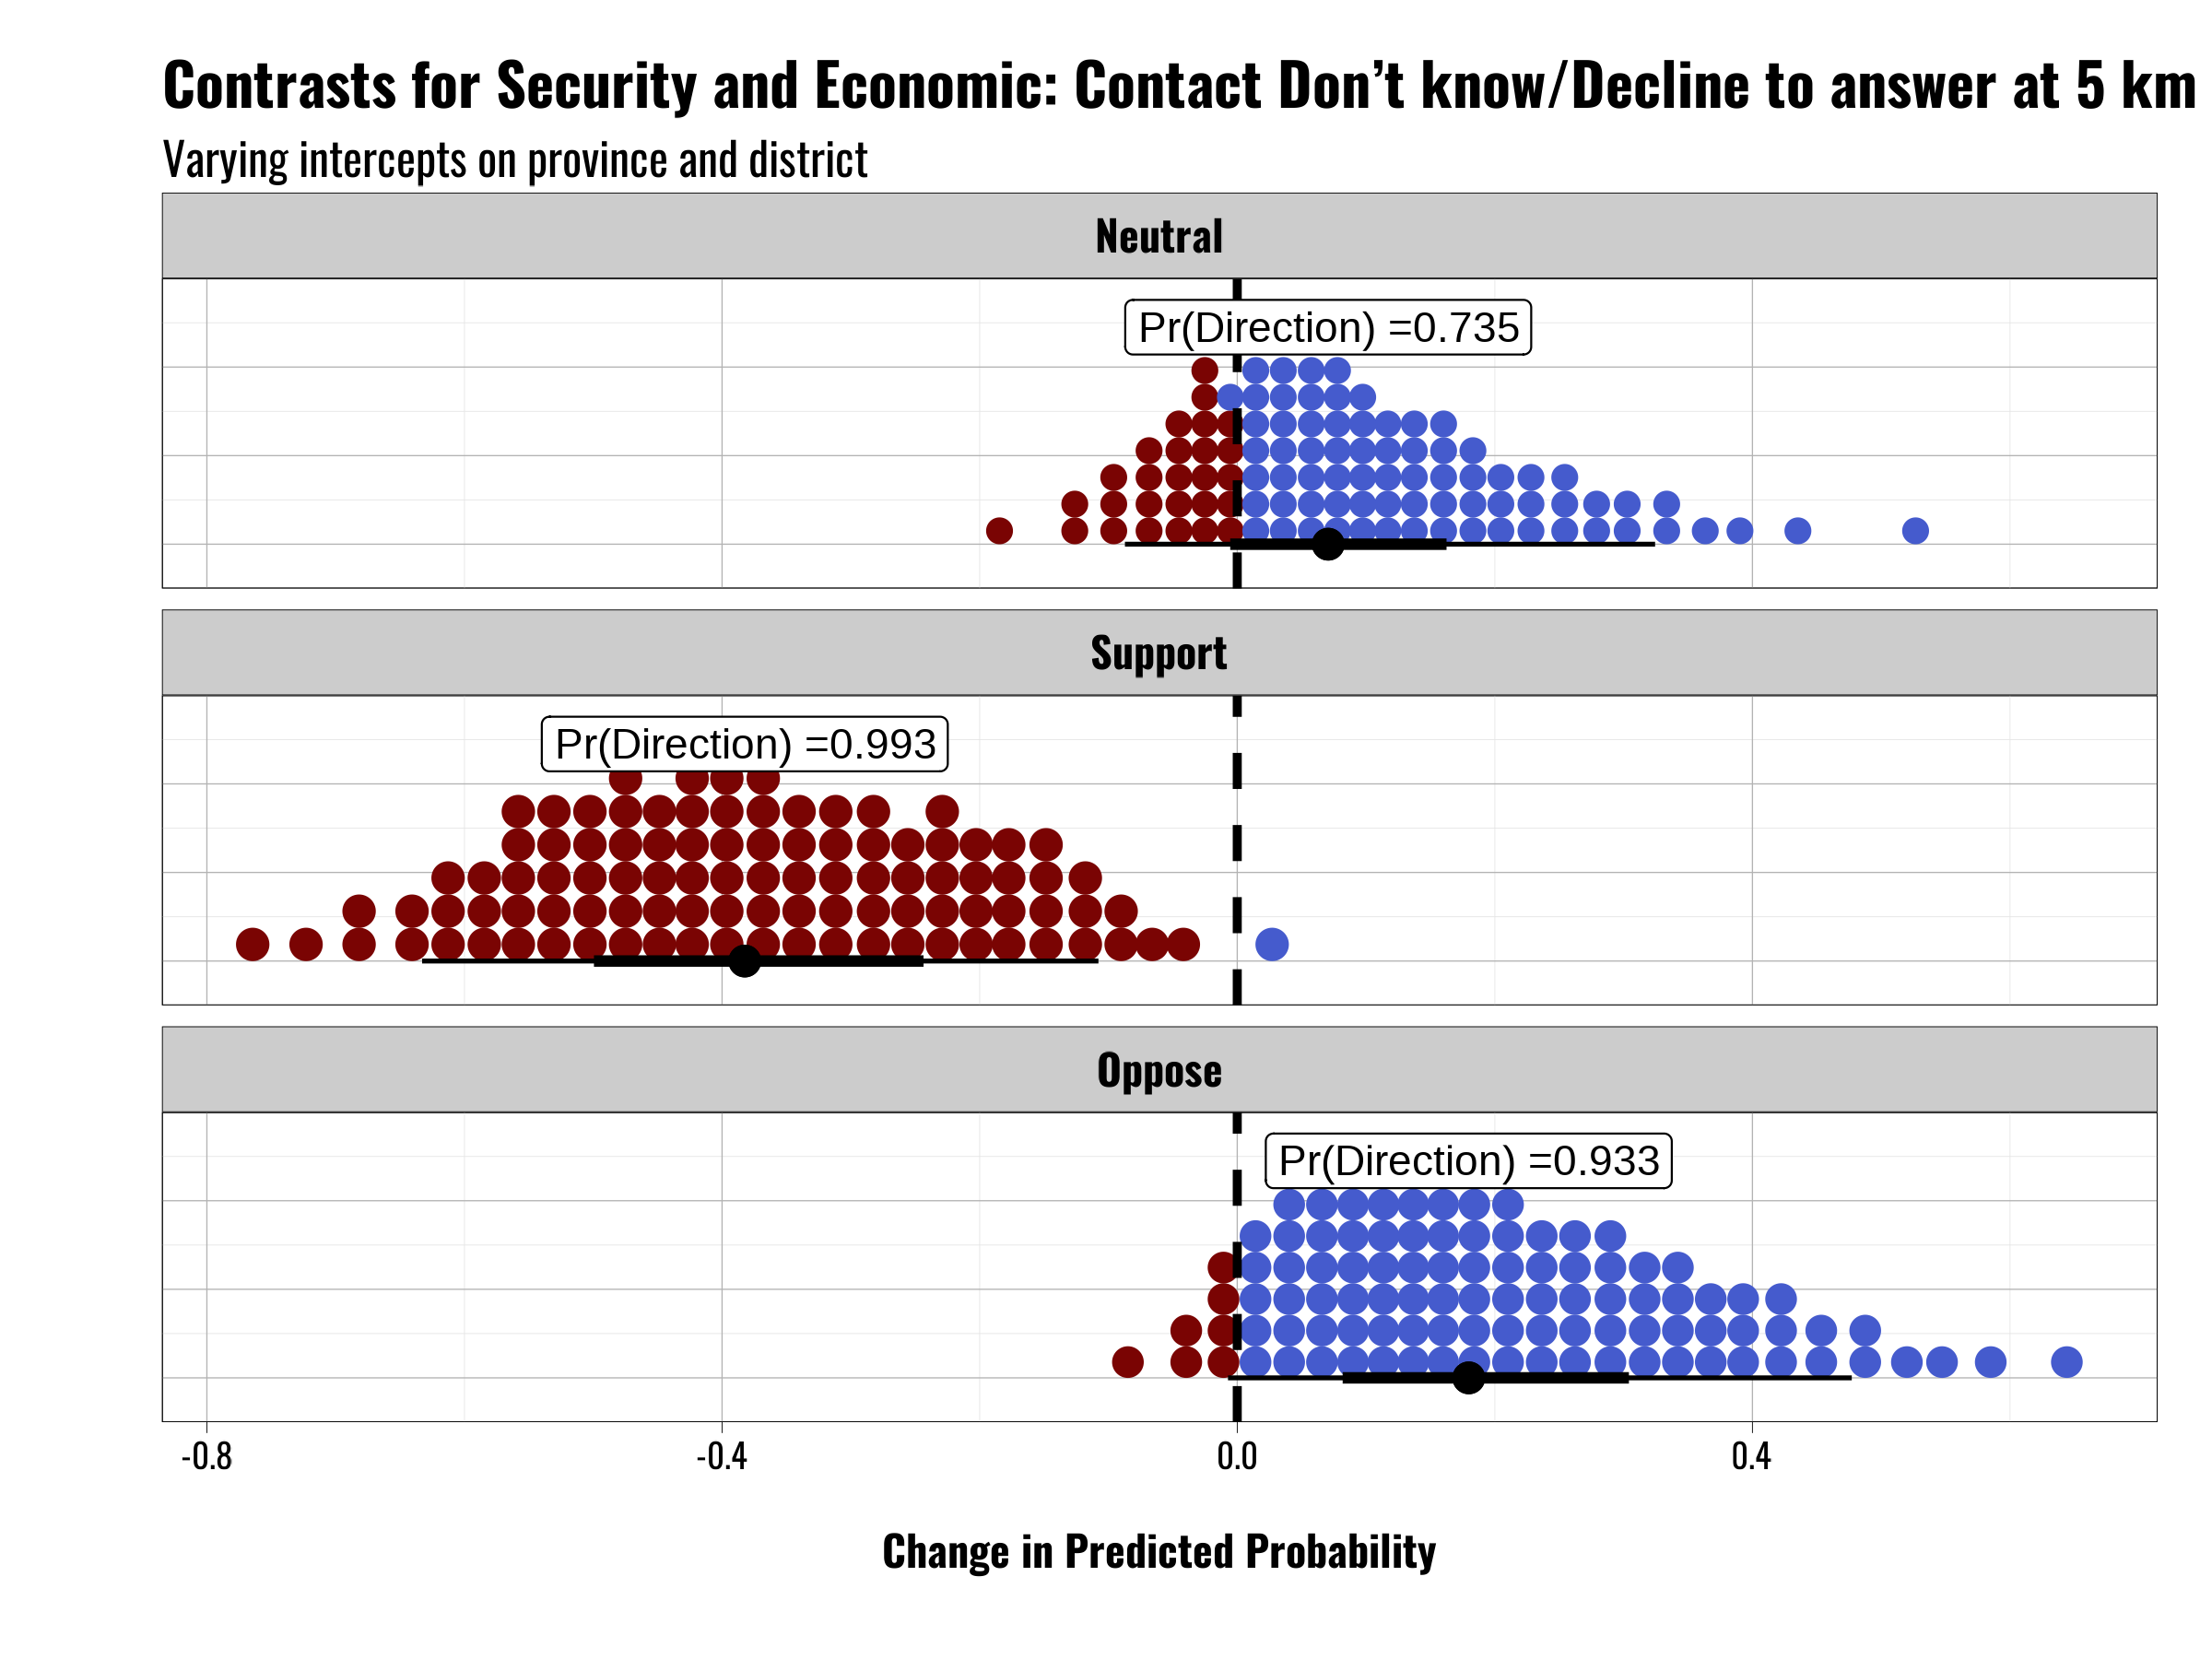 Contrasts for Security and Economic: Contact Don’t know/Decline to answer at 5 km
Varying intercepts on province and district
Neutral
Pr(Direction) =0.735
Support
Pr(Direction) =0.993
Oppose
Pr(Direction) =0.933
-0.8 -0.4 0.0 0.4
Change in Predicted Probability